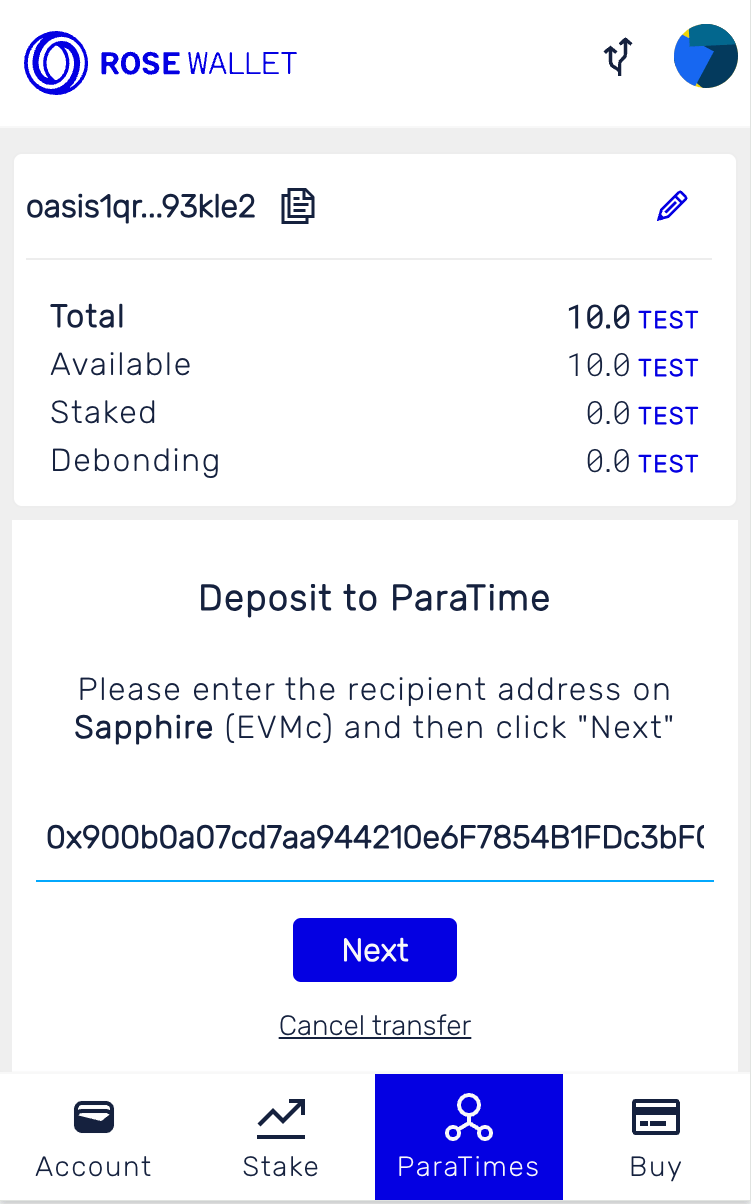 ROSE WALLET
oasis1qr...93kle2
Total 10.0 TEST
Available 10.0 TEST
Staked 0.0 TEST
Debonding 0.0 TEST
Deposit to ParaTime
Please enter the recipient address on
Sapphire (EVMc) and then click "Next"
0x900b0a07cd7aa944210e6F7854B1FDc3bF
Next
Cancel transfer
Account Stake ParaTimes Buy